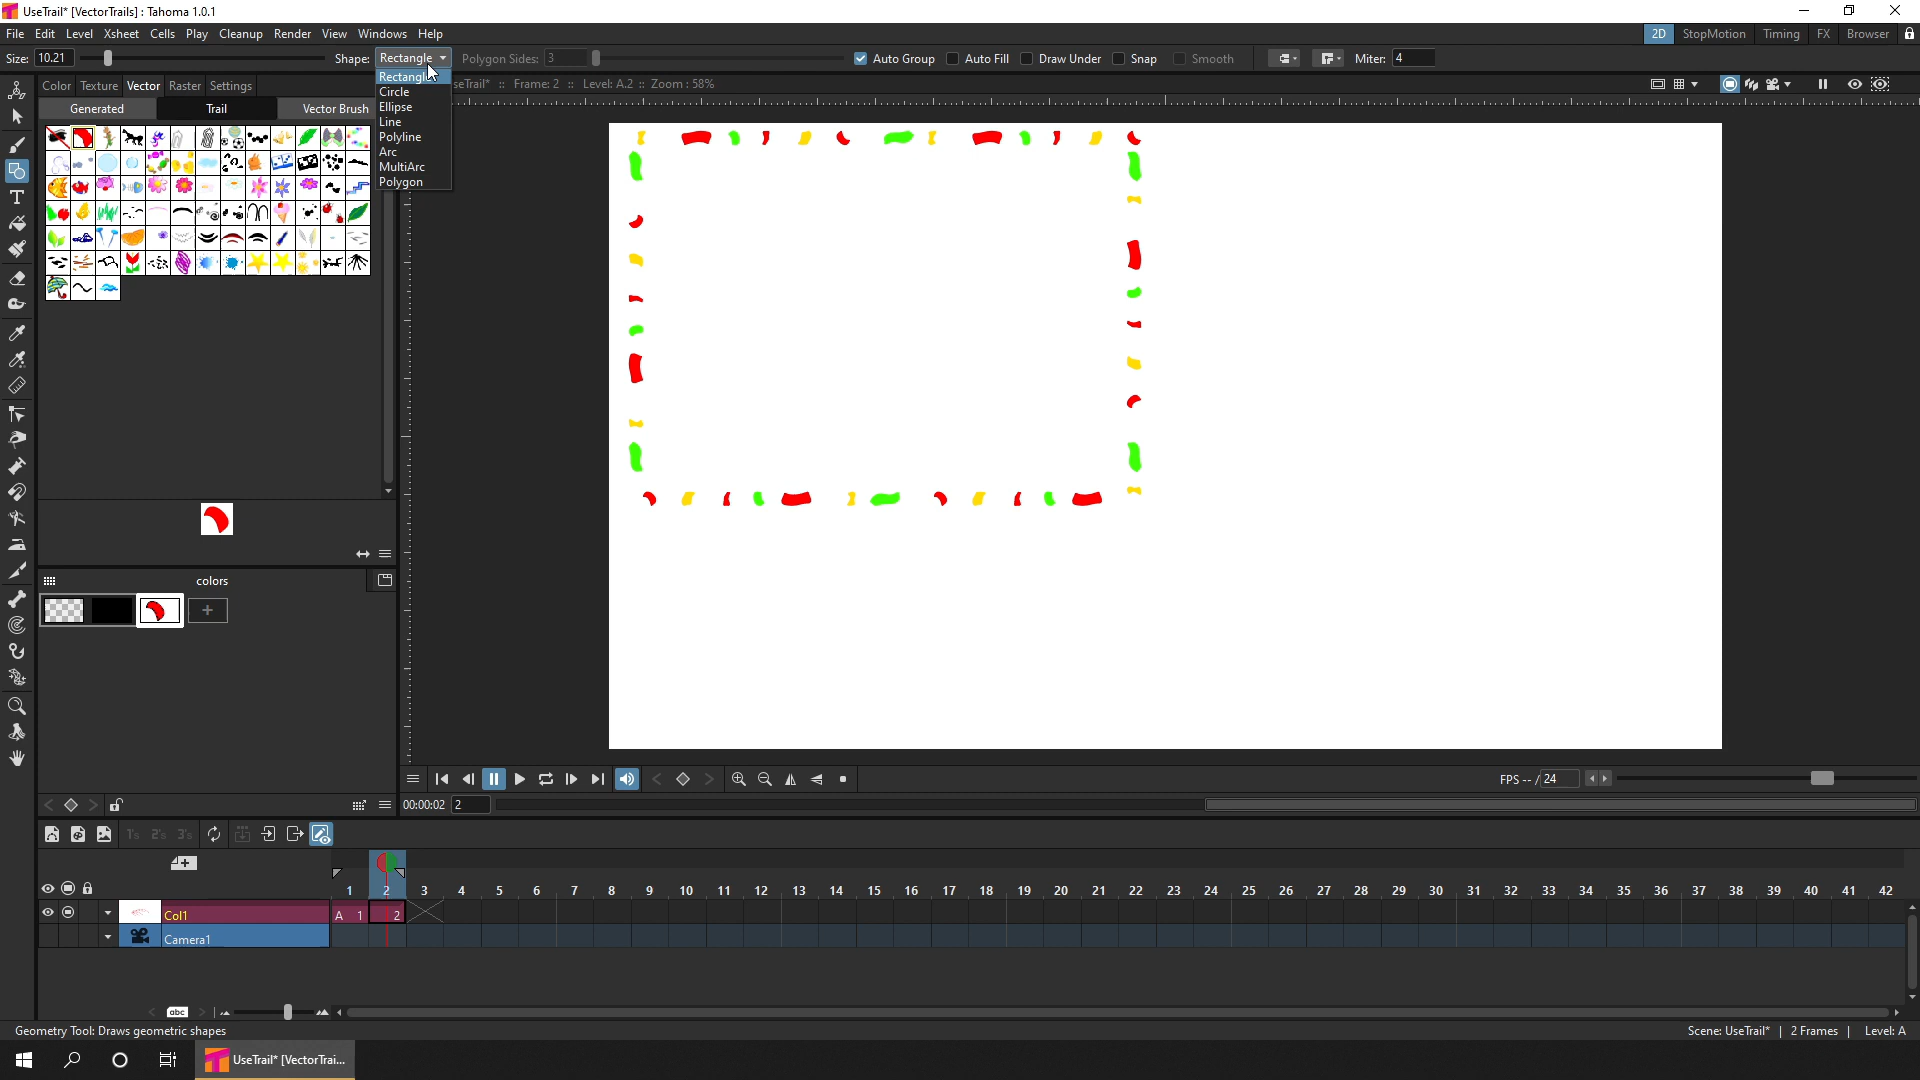 UseTrail* [VectorTrails] : Tahoma 1.0.1
File Edit Level Xsheet Cells Play Cleanup Render View Windows Help
2D StopMotion Timing FX Browser
Size: 10.21 Shape: Rectangle Polygon Sides: 3 Auto Group Auto Fill Draw Under Snap Smooth Miter: 4
Rectangle
Circle
Ellipse
Line
Polyline
Arc
MultiArc
Polygon
Color Texture Vector Raster Settings
seTrail* :: Frame: 2 :: Level: A.2 :: Zoom : 58%
Generated Trail Vector Brush
colors
+
FPS -- / 24
00:00:02 2
1's 2's 3's
1 2 3 4 5 6 7 8 9 10 11 12 13 14 15 16 17 18 19 20 21 22 23 24 25 26 27 28 29 30 31 32 33 34 35 36 37 38 39 40 41 42
Col1 A 1 2
Camera1
abc
Geometry Tool: Draws geometric shapes
Scene: UseTrail* | 2 Frames | Level: A
UseTrail* [VectorTrai...